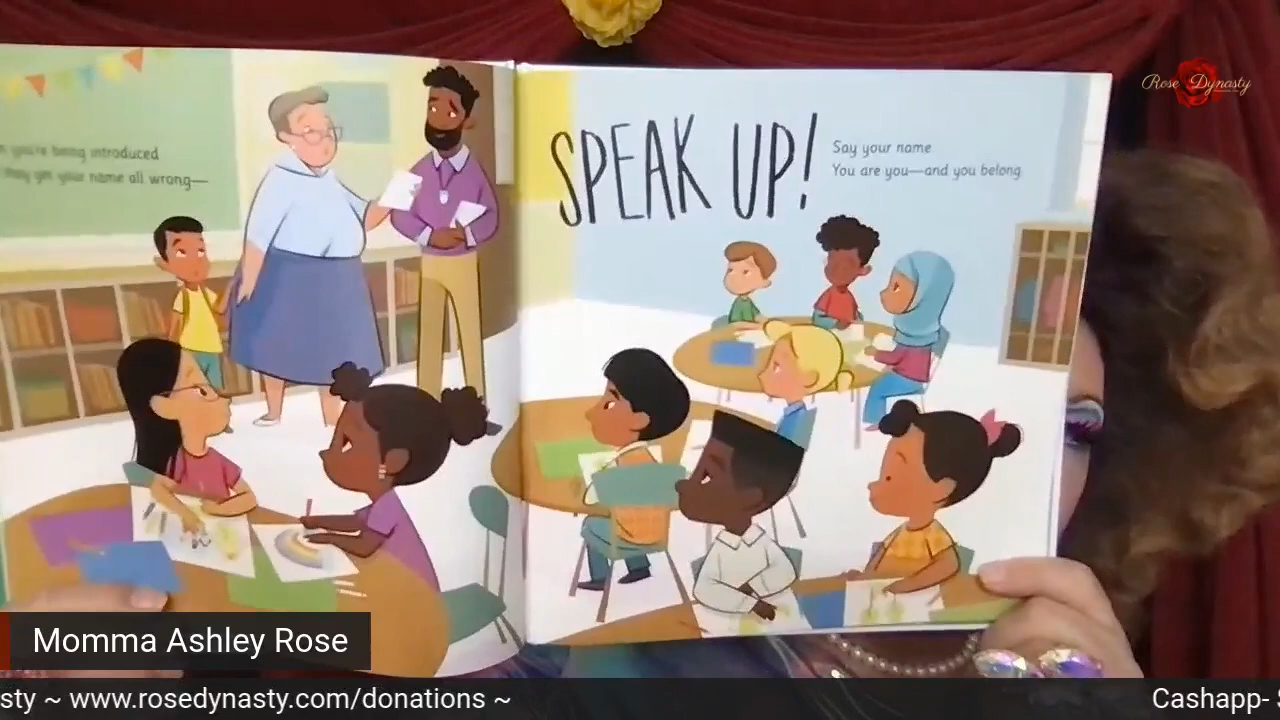 you're being introduced
they get your name all wrong—
SPEAK UP!
Say your name
You are you—and you belong
Rose Dynasty
Momma Ashley Rose
sty ~ www.rosedynasty.com/donations ~
Cashapp-